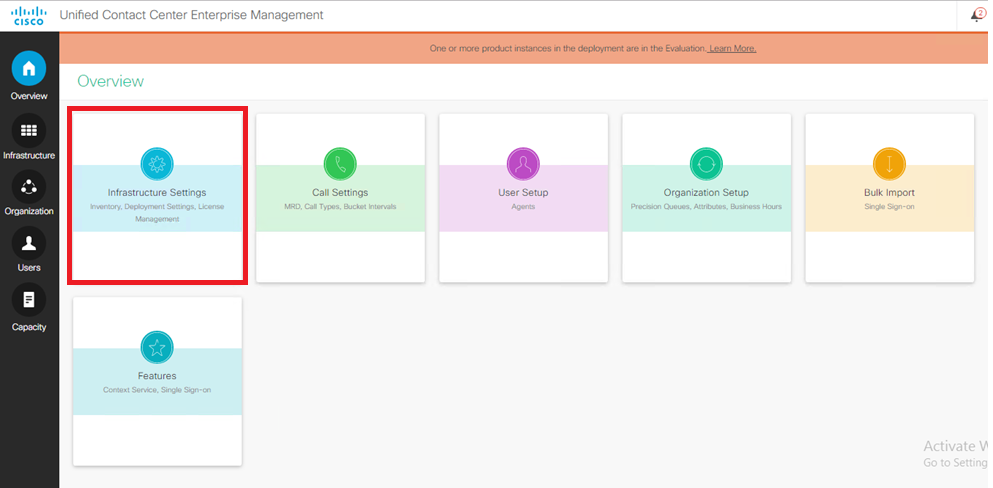 CISCO
Unified Contact Center Enterprise Management
2
One or more product instances in the deployment are in the Evaluation. Learn More.
Overview
Overview
Infrastructure
Organization
Users
Capacity
Infrastructure Settings
Inventory, Deployment Settings, License
Management
Call Settings
MRD, Call Types, Bucket Intervals
User Setup
Agents
Organization Setup
Precision Queues, Attributes, Business Hours
Bulk Import
Single Sign-on
Features
Context Service, Single Sign-on
Activate W
Go to Setting